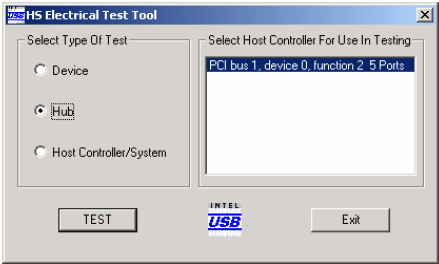 USB HS Electrical Test Tool
Select Type Of Test
Device
Hub
Host Controller/System
Select Host Controller For Use In Testing
PCI bus 1, device 0, function 2 5 Ports
TEST
INTEL
USB
Exit